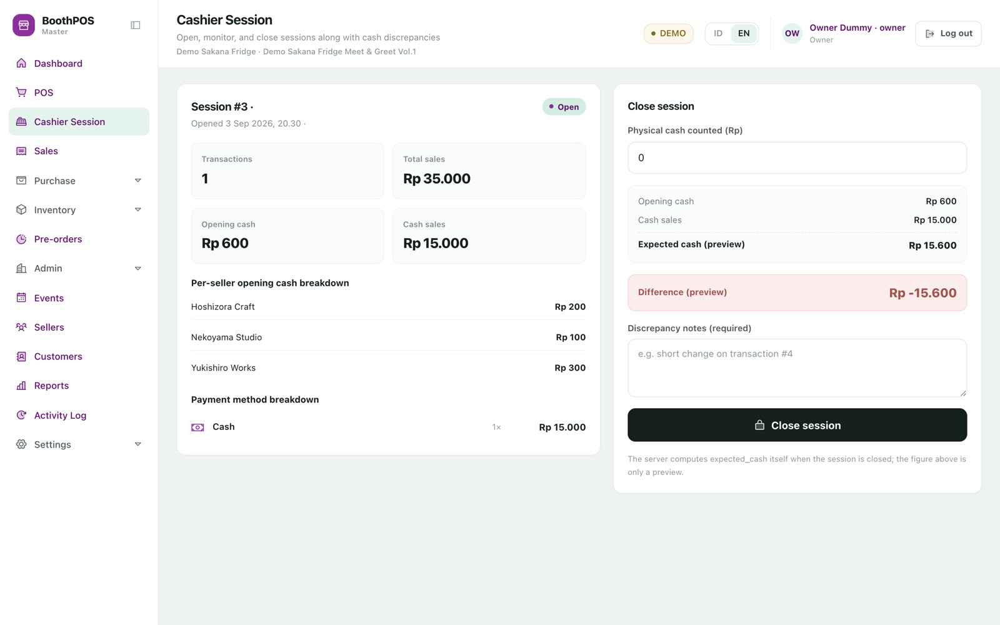 BoothPOS
Master
Dashboard
POS
Cashier Session
Sales
Purchase
Inventory
Pre-orders
Admin
Events
Sellers
Customers
Reports
Activity Log
Settings
Cashier Session
Open, monitor, and close sessions along with cash discrepancies
Demo Sakana Fridge · Demo Sakana Fridge Meet & Greet Vol.1
DEMO
ID EN
OW
Owner Dummy · owner
Owner
Log out
Session #3 ·
Open
Opened 3 Sep 2026, 20.30 ·
Transactions
1
Total sales
Rp 35.000
Opening cash
Rp 600
Cash sales
Rp 15.000
Per-seller opening cash breakdown
Hoshizora Craft Rp 200
Nekoyama Studio Rp 100
Yukishiro Works Rp 300
Payment method breakdown
Cash 1× Rp 15.000
Close session
Physical cash counted (Rp)
0
Opening cash Rp 600
Cash sales Rp 15.000
Expected cash (preview) Rp 15.600
Difference (preview) Rp -15.600
Discrepancy notes (required)
e.g. short change on transaction #4
Close session
The server computes expected_cash itself when the session is closed; the figure above is
only a preview.